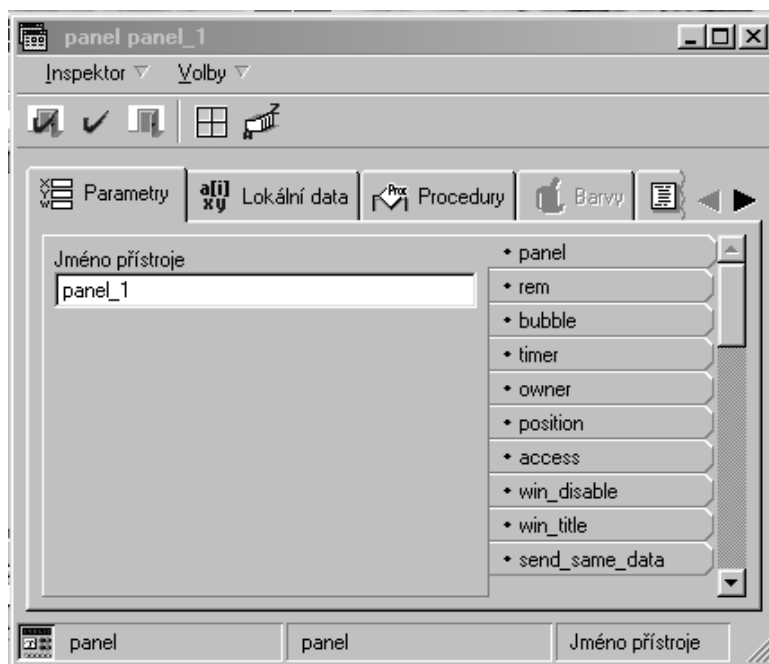 panel panel_1
Inspektor Volby
Parametry Lokální data Procedury Barvy
Jméno přístroje
panel_1
• panel
• rem
• bubble
• timer
• owner
• position
• access
• win_disable
• win_title
• send_same_data
panel panel Jméno přístroje